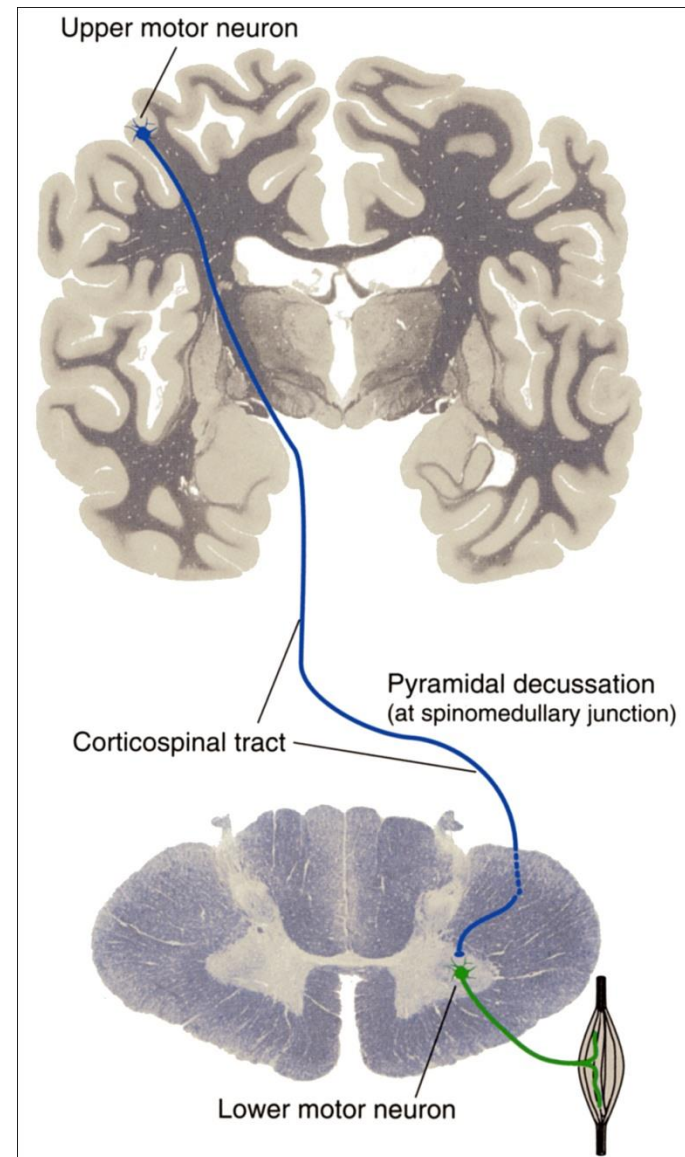 Upper motor neuron
Pyramidal decussation
(at spinomedullary junction)
Corticospinal tract
Lower motor neuron